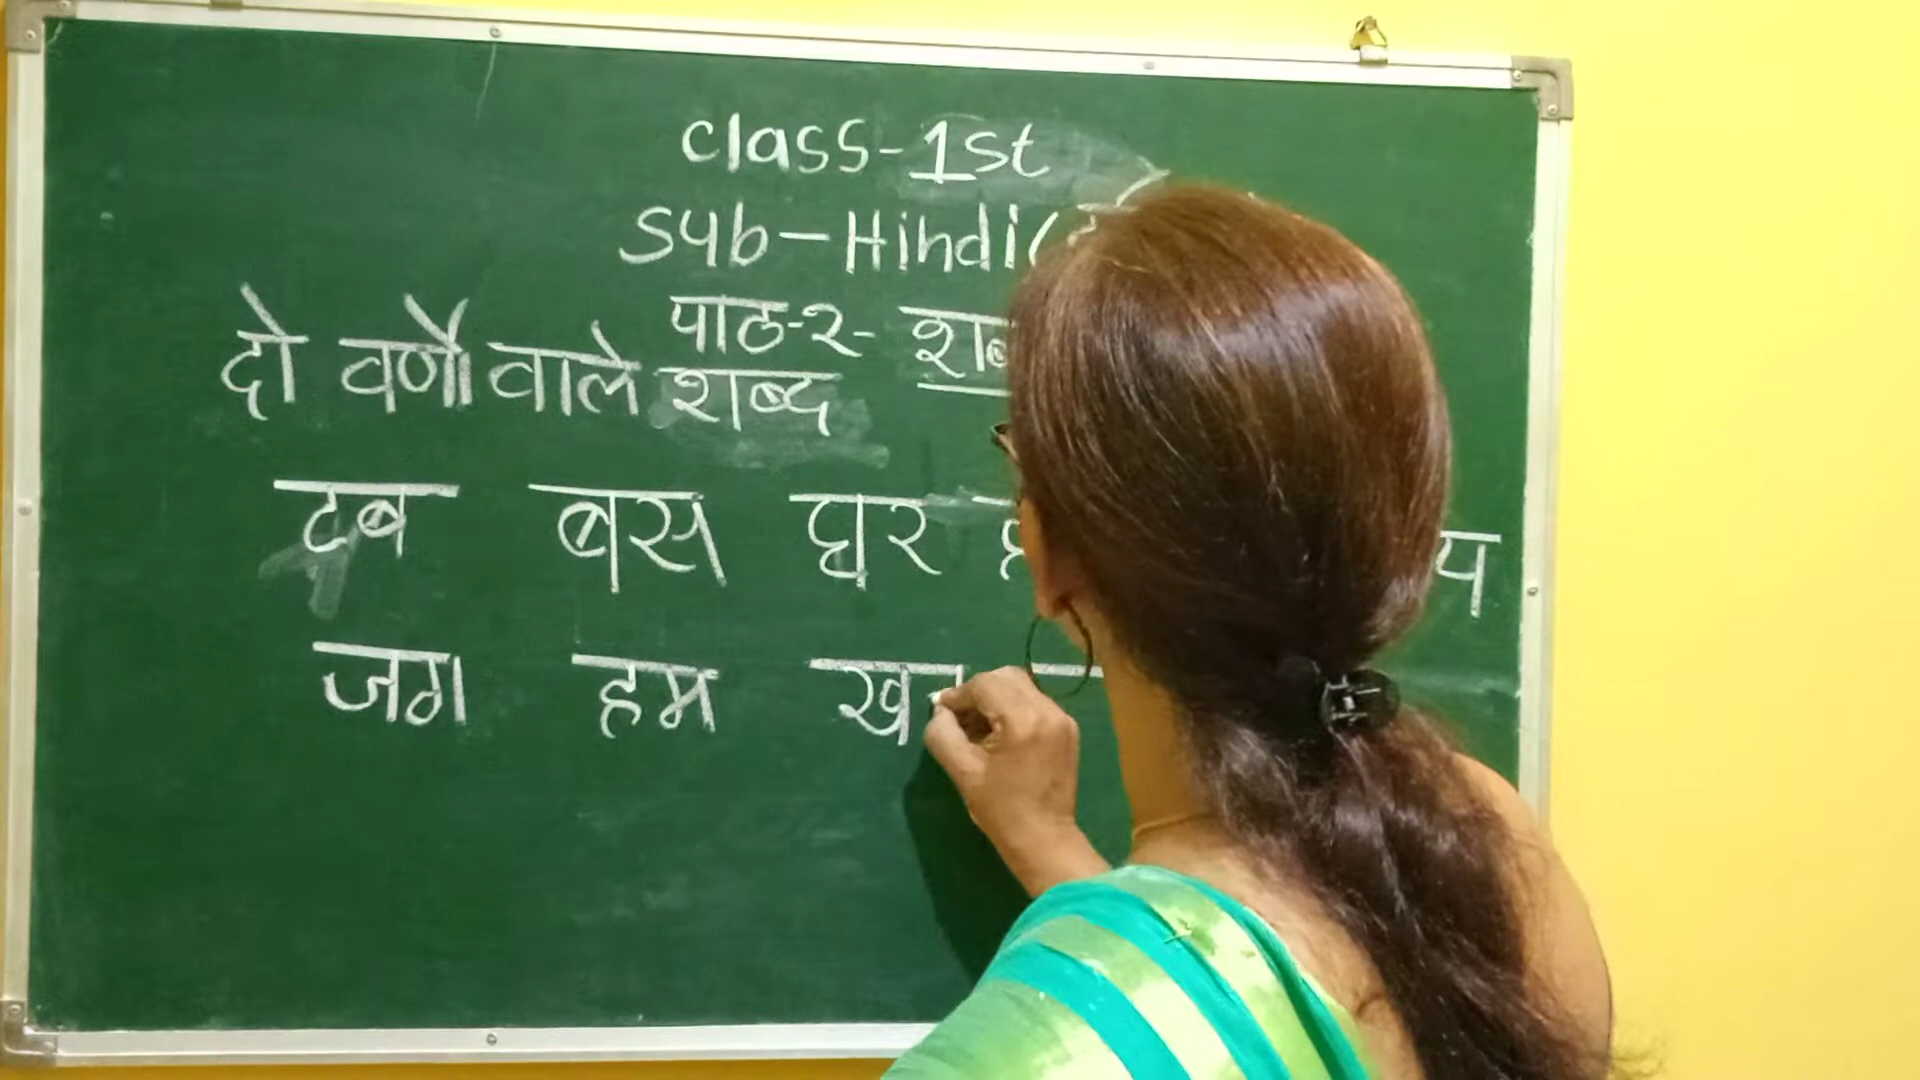 class-1st
Sub-Hindi(
पाठ-२-
दो वर्णों वाले शब्द
टब बस घर
जग हम